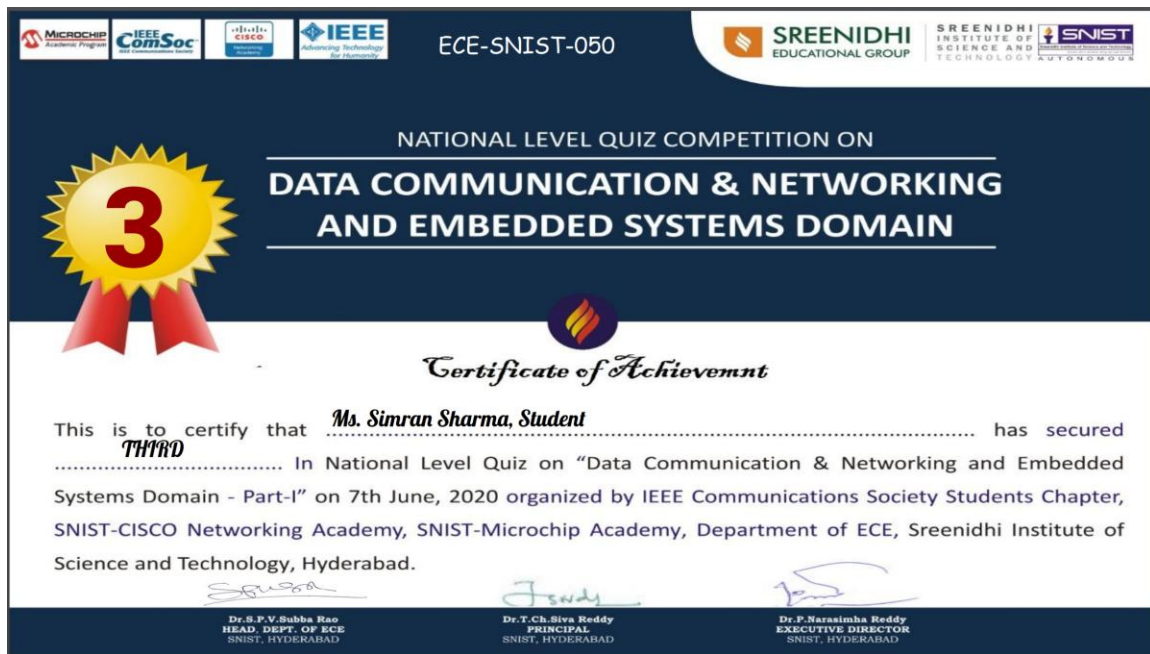 MICROCHIP
Academic Program
IEEE
ComSoc
IEEE Communications Society
CISCO
Networking
Academy
IEEE
Advancing Technology
for Humanity
ECE-SNIST-050
SREENIDHI
EDUCATIONAL GROUP
SREENIDHI
INSTITUTE OF
SCIENCE AND
TECHNOLOGY
SNIST
AUTONOMOUS
NATIONAL LEVEL QUIZ COMPETITION ON
DATA COMMUNICATION & NETWORKING
AND EMBEDDED SYSTEMS DOMAIN
3
Certificate of Achievemnt
This is to certify that Ms. Simran Sharma, Student has secured
THIRD In National Level Quiz on “Data Communication & Networking and Embedded
Systems Domain - Part-I” on 7th June, 2020 organized by IEEE Communications Society Students Chapter,
SNIST-CISCO Networking Academy, SNIST-Microchip Academy, Department of ECE, Sreenidhi Institute of
Science and Technology, Hyderabad.
Dr.S.P.V.Subba Rao
HEAD, DEPT. OF ECE
SNIST, HYDERABAD
Dr.T.Ch.Siva Reddy
PRINCIPAL
SNIST, HYDERABAD
Dr.P.Narasimha Reddy
EXECUTIVE DIRECTOR
SNIST, HYDERABAD